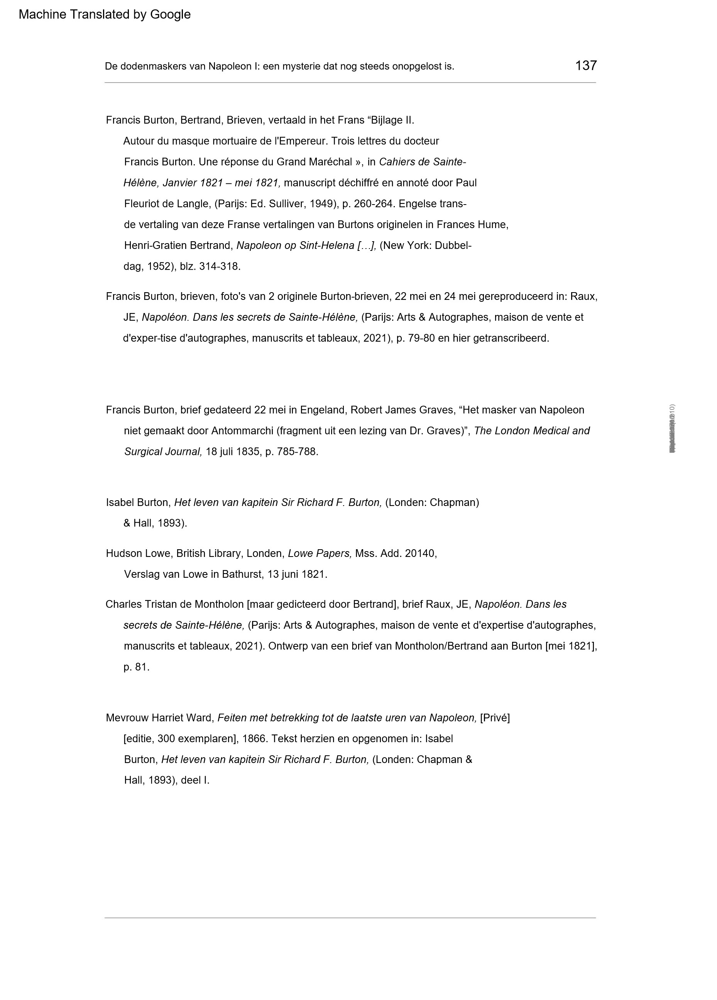 Machine Translated by Google
De dodenmaskers van Napoleon I: een mysterie dat nog steeds onopgelost is.
137
Francis Burton, Bertrand, Brieven, vertaald in het Frans “Bijlage II.
Autour du masque mortuaire de l'Empereur. Trois lettres du docteur
Francis Burton. Une réponse du Grand Maréchal », in Cahiers de Sainte-
Hélène, Janvier 1821 – mei 1821, manuscript déchiffré en annoté door Paul
Fleuriot de Langle, (Parijs: Ed. Sulliver, 1949), p. 260-264. Engelse trans-
de vertaling van deze Franse vertalingen van Burtons originelen in Frances Hume,
Henri-Gratien Bertrand, Napoleon op Sint-Helena […], (New York: Dubbel-
dag, 1952), blz. 314-318.
Francis Burton, brieven, foto's van 2 originele Burton-brieven, 22 mei en 24 mei gereproduceerd in: Raux,
JE, Napoléon. Dans les secrets de Sainte-Hélène, (Parijs: Arts & Autographes, maison de vente et
d'exper-tise d'autographes, manuscrits et tableaux, 2021), p. 79-80 en hier getranscribeerd.
Francis Burton, brief gedateerd 22 mei in Engeland, Robert James Graves, “Het masker van Napoleon
niet gemaakt door Antommarchi (fragment uit een lezing van Dr. Graves)”, The London Medical and
Surgical Journal, 18 juli 1835, p. 785-788.
Isabel Burton, Het leven van kapitein Sir Richard F. Burton, (Londen: Chapman)
& Hall, 1893).
Hudson Lowe, British Library, Londen, Lowe Papers, Mss. Add. 20140,
Verslag van Lowe in Bathurst, 13 juni 1821.
Charles Tristan de Montholon [maar gedicteerd door Bertrand], brief Raux, JE, Napoléon. Dans les
secrets de Sainte-Hélène, (Parijs: Arts & Autographes, maison de vente et d'expertise d'autographes,
manuscrits et tableaux, 2021). Ontwerp van een brief van Montholon/Bertrand aan Burton [mei 1821],
p. 81.
Mevrouw Harriet Ward, Feiten met betrekking tot de laatste uren van Napoleon, [Privé]
[editie, 300 exemplaren], 1866. Tekst herzien en opgenomen in: Isabel
Burton, Het leven van kapitein Sir Richard F. Burton, (Londen: Chapman &
Hall, 1893), deel I.